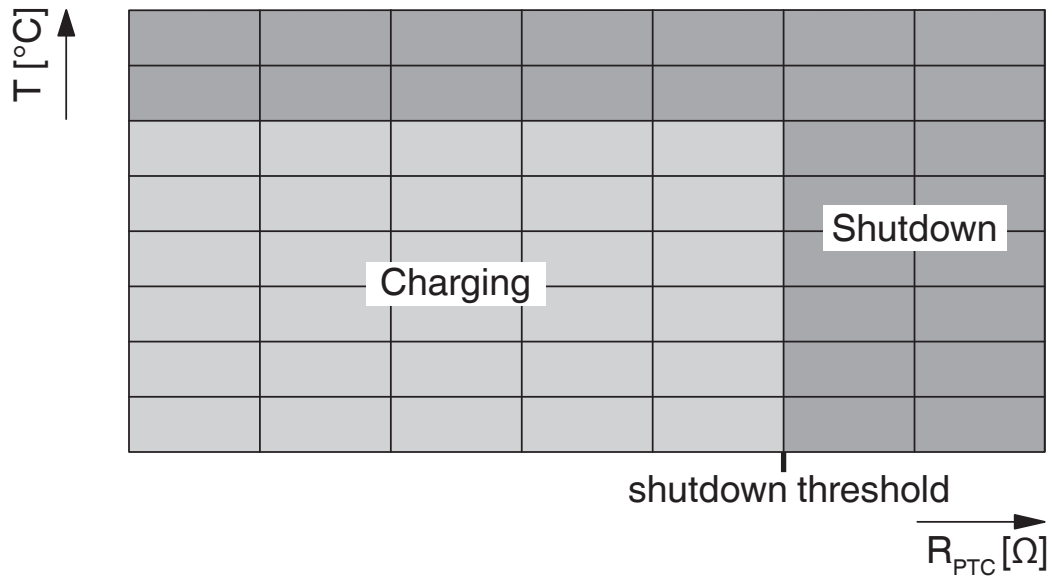 T [°C]
Shutdown
Charging
shutdown threshold
R_PTC [Ω]